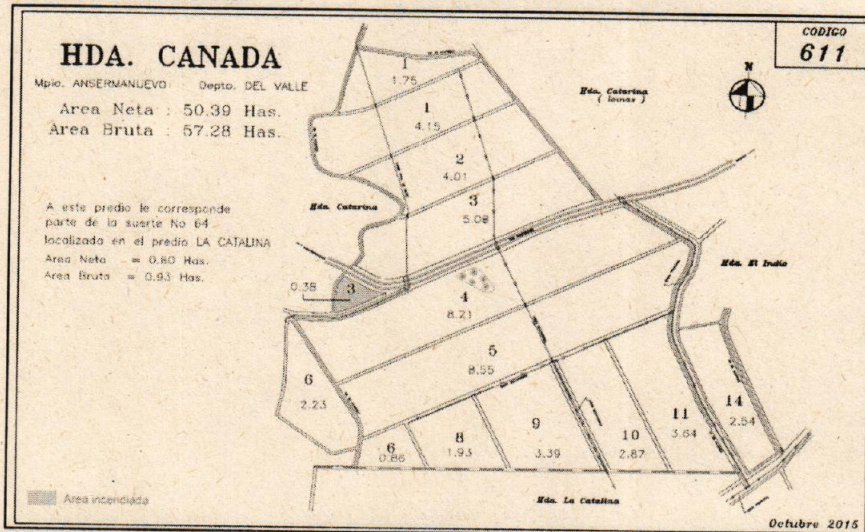 HDA. CANADA
Mpio. ANSERMANUEVO Depto. DEL VALLE
Area Neta : 50.39 Has.
Area Bruta : 57.28 Has.
CODIGO
611
N
Hda. Catarina
( lomas )
A este predio le corresponde
parte de la suerte No 64
localizada en el predio LA CATALINA
Area Neta = 0.80 Has.
Area Bruta = 0.93 Has.
1
1.75
1
4.15
2
4.01
Hda. Catarina
3
5.08
Hda. El Indio
0.38
3
4
8.21
5
8.55
6
2.23
6
0.86
8
1.93
9
3.39
10
2.87
11
3.64
14
2.54
Hda. La Catalina
Area incendiada
Octubre 2015